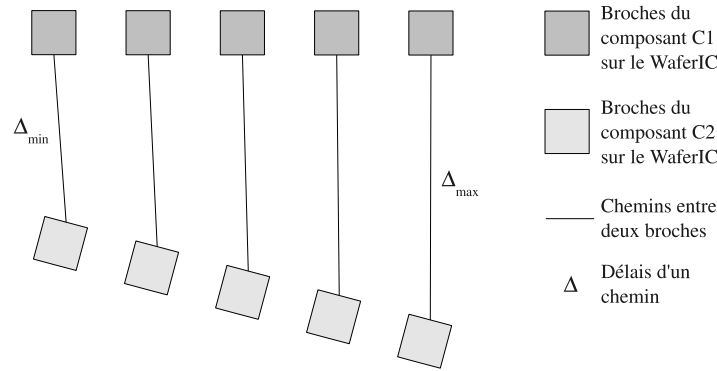 Δmin
Δmax
Broches du
composant C1
sur le WaferIC
Broches du
composant C2
sur le WaferIC
Chemins entre
deux broches
Δ
Délais d'un
chemin